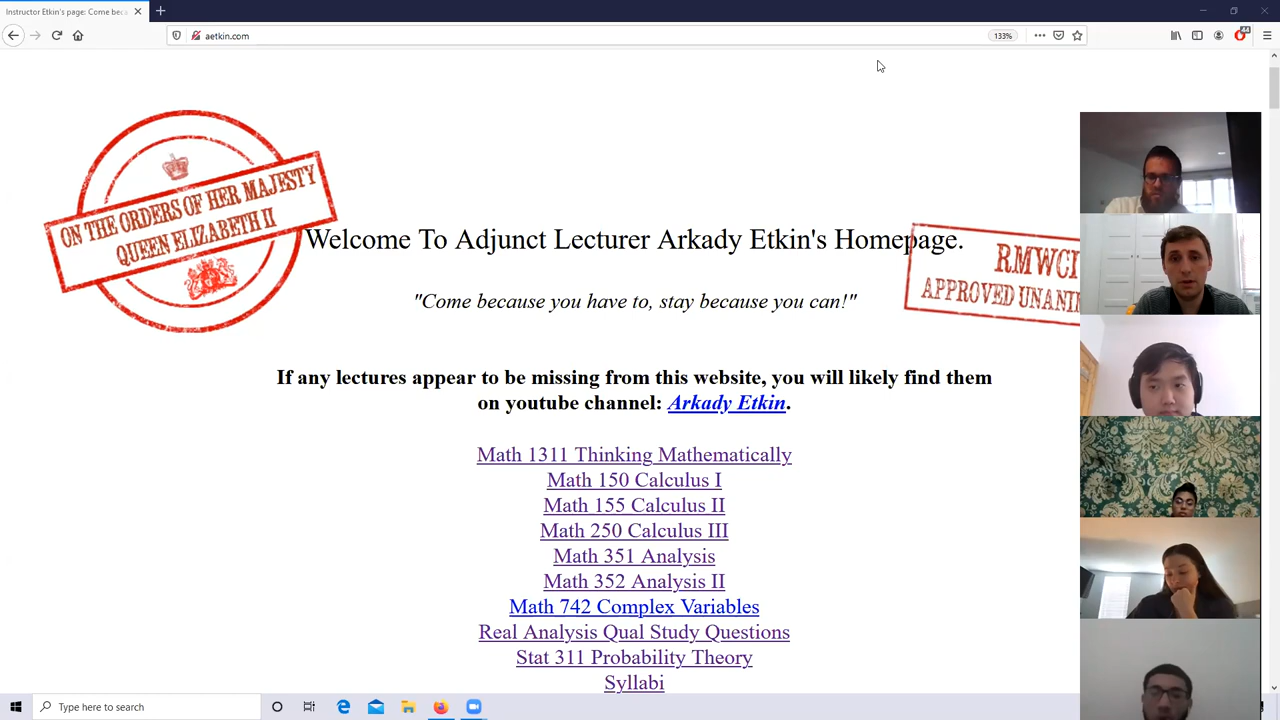 Instructor Etkin's page: Come beca
aetkin.com
133%
ON THE ORDERS OF HER MAJESTY
QUEEN ELIZABETH II
Welcome To Adjunct Lecturer Arkady Etkin's Homepage.
RMWCI
APPROVED UNANI
"Come because you have to, stay because you can!"
If any lectures appear to be missing from this website, you will likely find them
on youtube channel: Arkady Etkin.
Math 1311 Thinking Mathematically
Math 150 Calculus I
Math 155 Calculus II
Math 250 Calculus III
Math 351 Analysis
Math 352 Analysis II
Math 742 Complex Variables
Real Analysis Qual Study Questions
Stat 311 Probability Theory
Syllabi
Type here to search